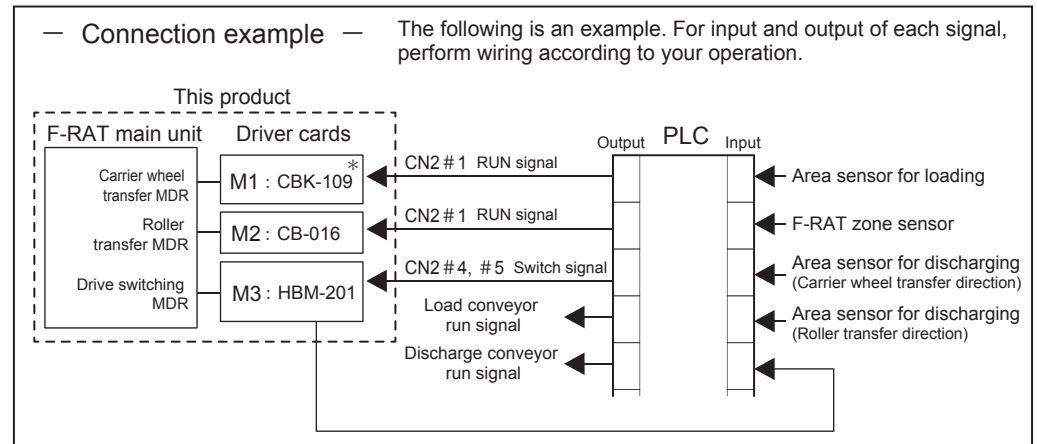 — Connection example —
The following is an example. For input and output of each signal,
perform wiring according to your operation.
This product
F-RAT main unit
Driver cards
Carrier wheel
transfer MDR
M1 : CBK-109*
Roller
transfer MDR
M2 : CB-016
Drive switching
MDR
M3 : HBM-201
CN2#1 RUN signal
CN2#1 RUN signal
CN2#4, #5 Switch signal
Load conveyor
run signal
Discharge conveyor
run signal
Output
PLC
Input
Area sensor for loading
F-RAT zone sensor
Area sensor for discharging
(Carrier wheel transfer direction)
Area sensor for discharging
(Roller transfer direction)